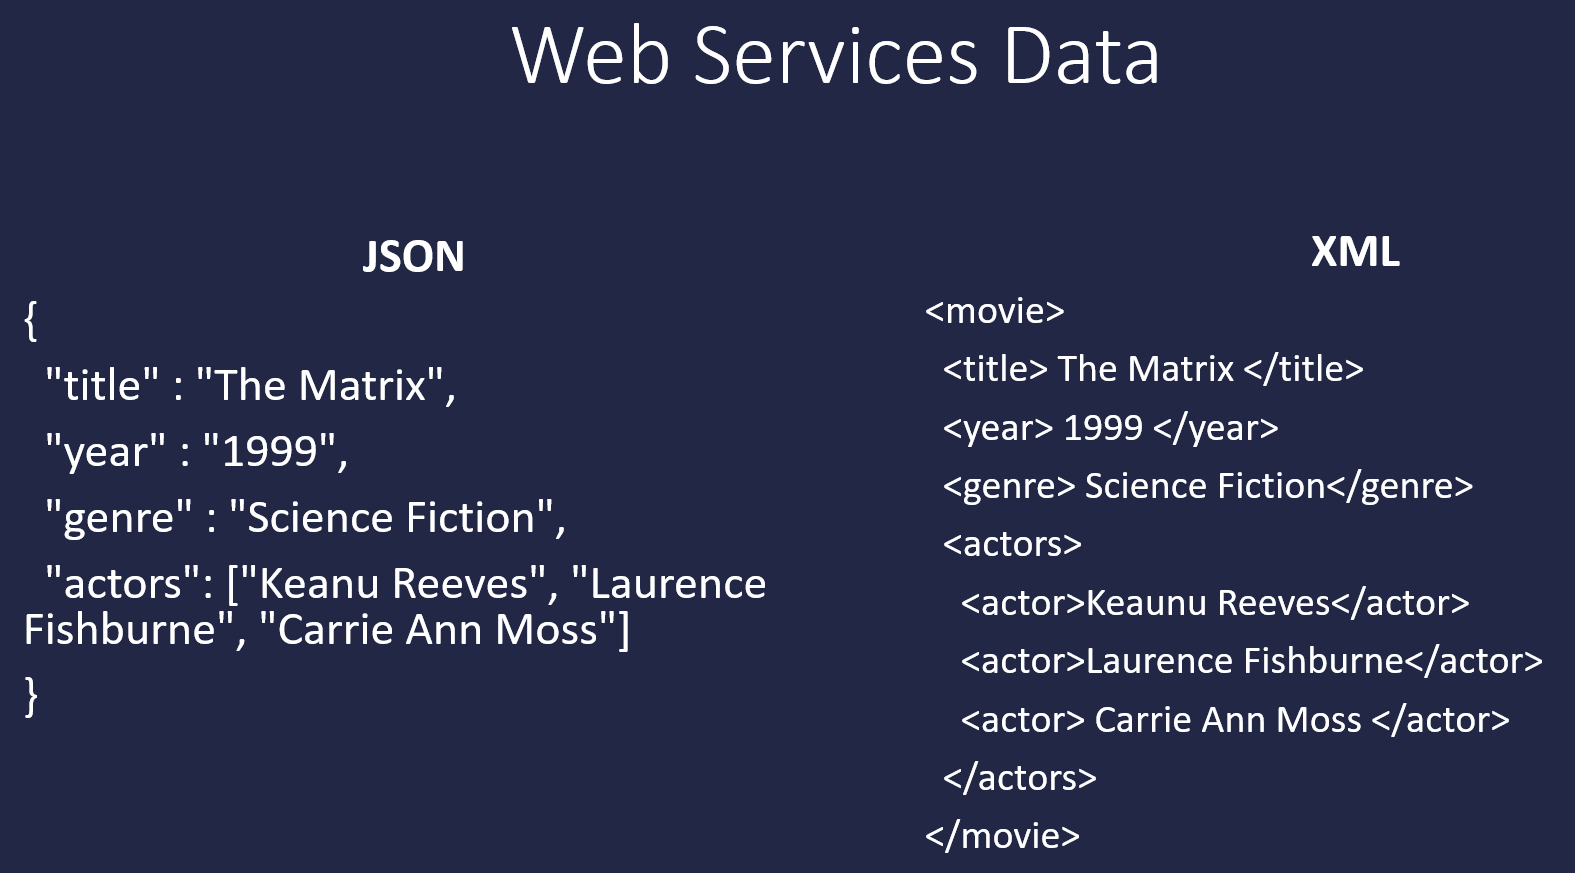 Web Services Data
JSON
{
"title" : "The Matrix",
"year" : "1999",
"genre" : "Science Fiction",
"actors": ["Keanu Reeves", "Laurence
Fishburne", "Carrie Ann Moss"]
}
XML
<movie>
<title> The Matrix </title>
<year> 1999 </year>
<genre> Science Fiction</genre>
<actors>
<actor>Keaunu Reeves</actor>
<actor>Laurence Fishburne</actor>
<actor> Carrie Ann Moss </actor>
</actors>
</movie>